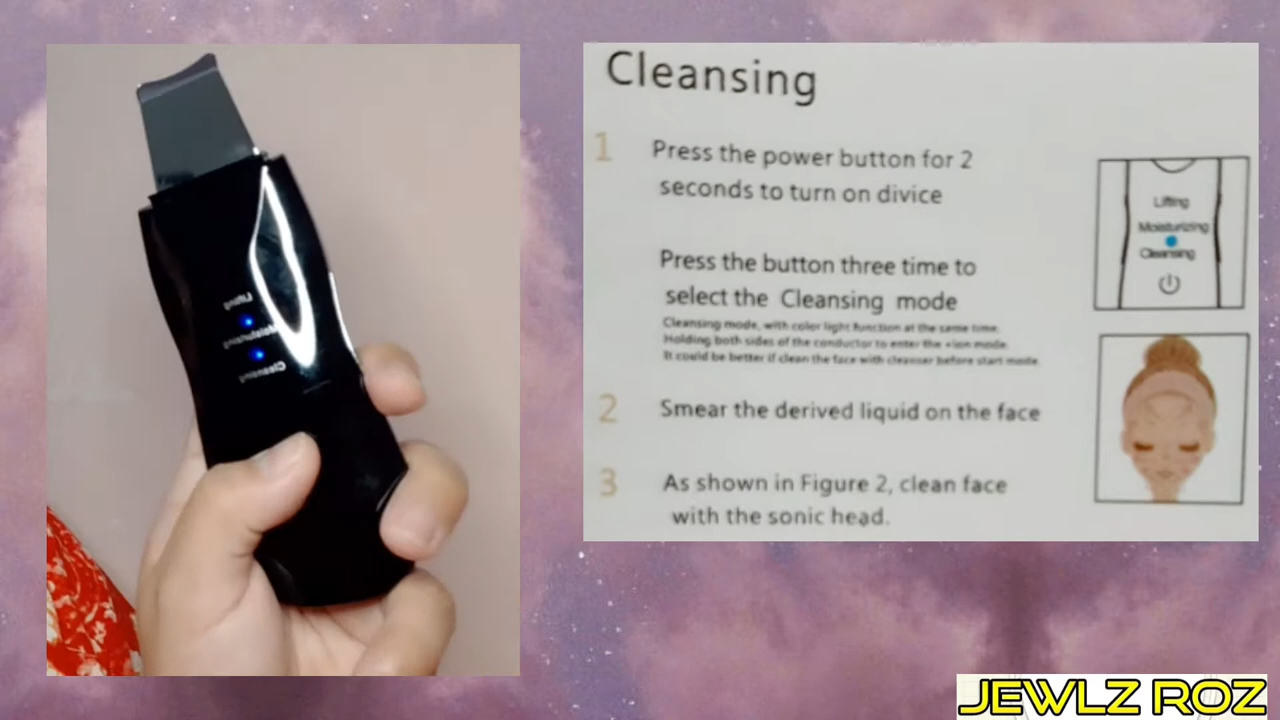 Lifting
Moisturizing
Cleansing
Cleansing
1 Press the power button for 2
seconds to turn on divice
Press the button three time to
select the Cleansing mode
Cleansing mode, with color light function at the same time.
Holding both sides of the conductor to enter the +ion mode.
It could be better if clean the face with cleanser before start mode.
2 Smear the derived liquid on the face
3 As shown in Figure 2, clean face
with the sonic head.
Lifting
Moisturizing
Cleansing
JEWLZ ROZ